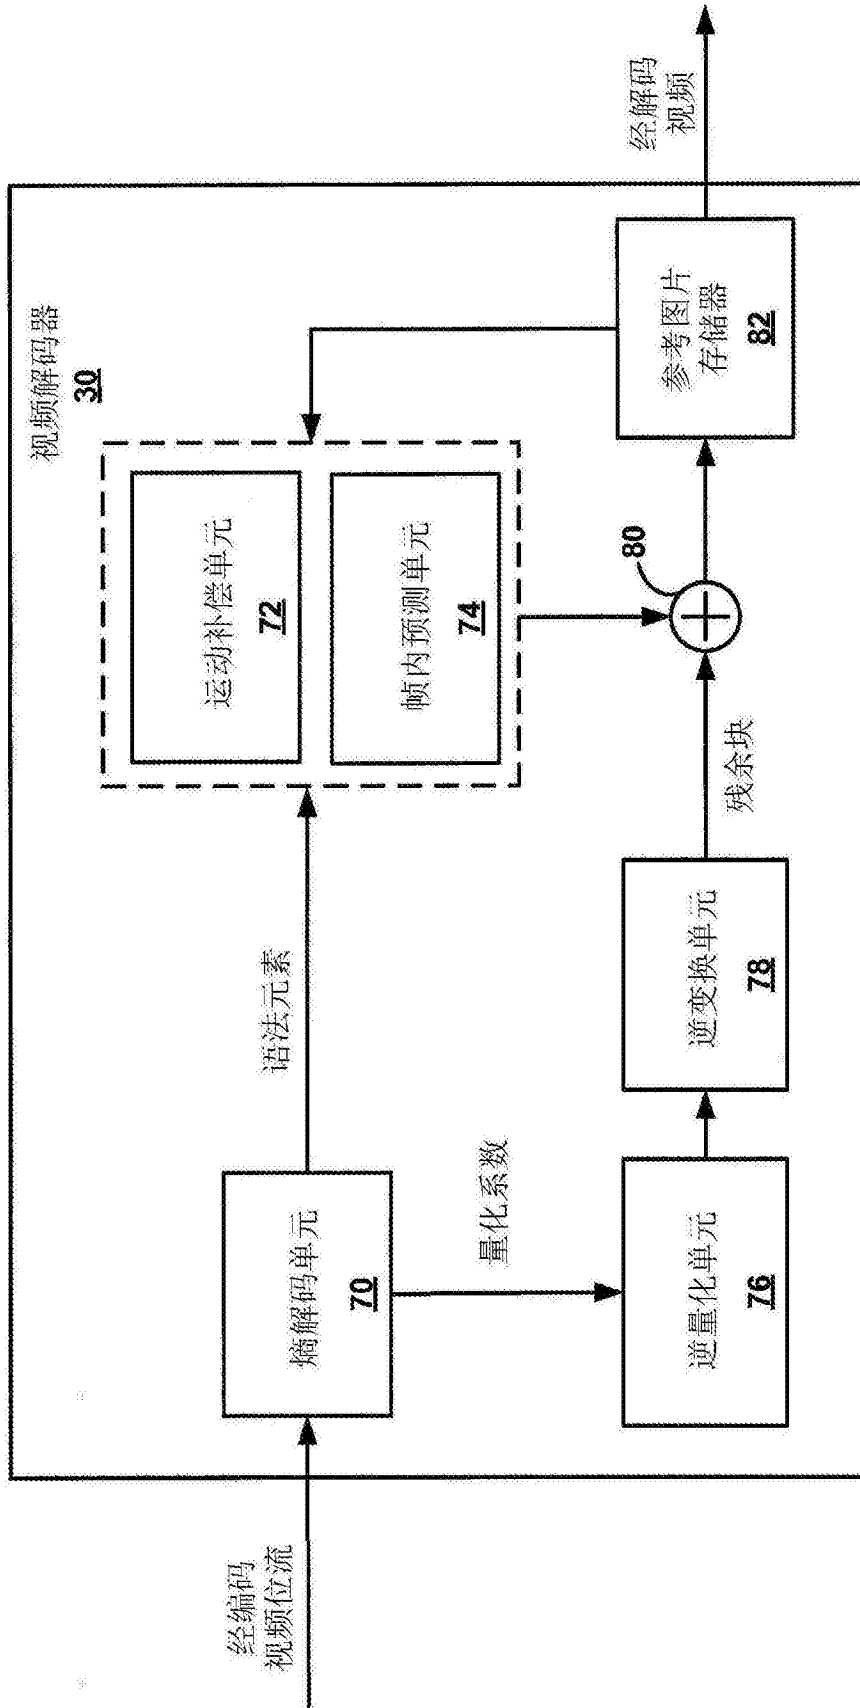 视频解码器
30
经编码
视频位流
熵解码单元
70
语法元素
运动补偿单元
72
帧内预测单元
74
量化系数
逆量化单元
76
逆变换单元
78
残余块
80
参考图片
存储器
82
经解码
视频